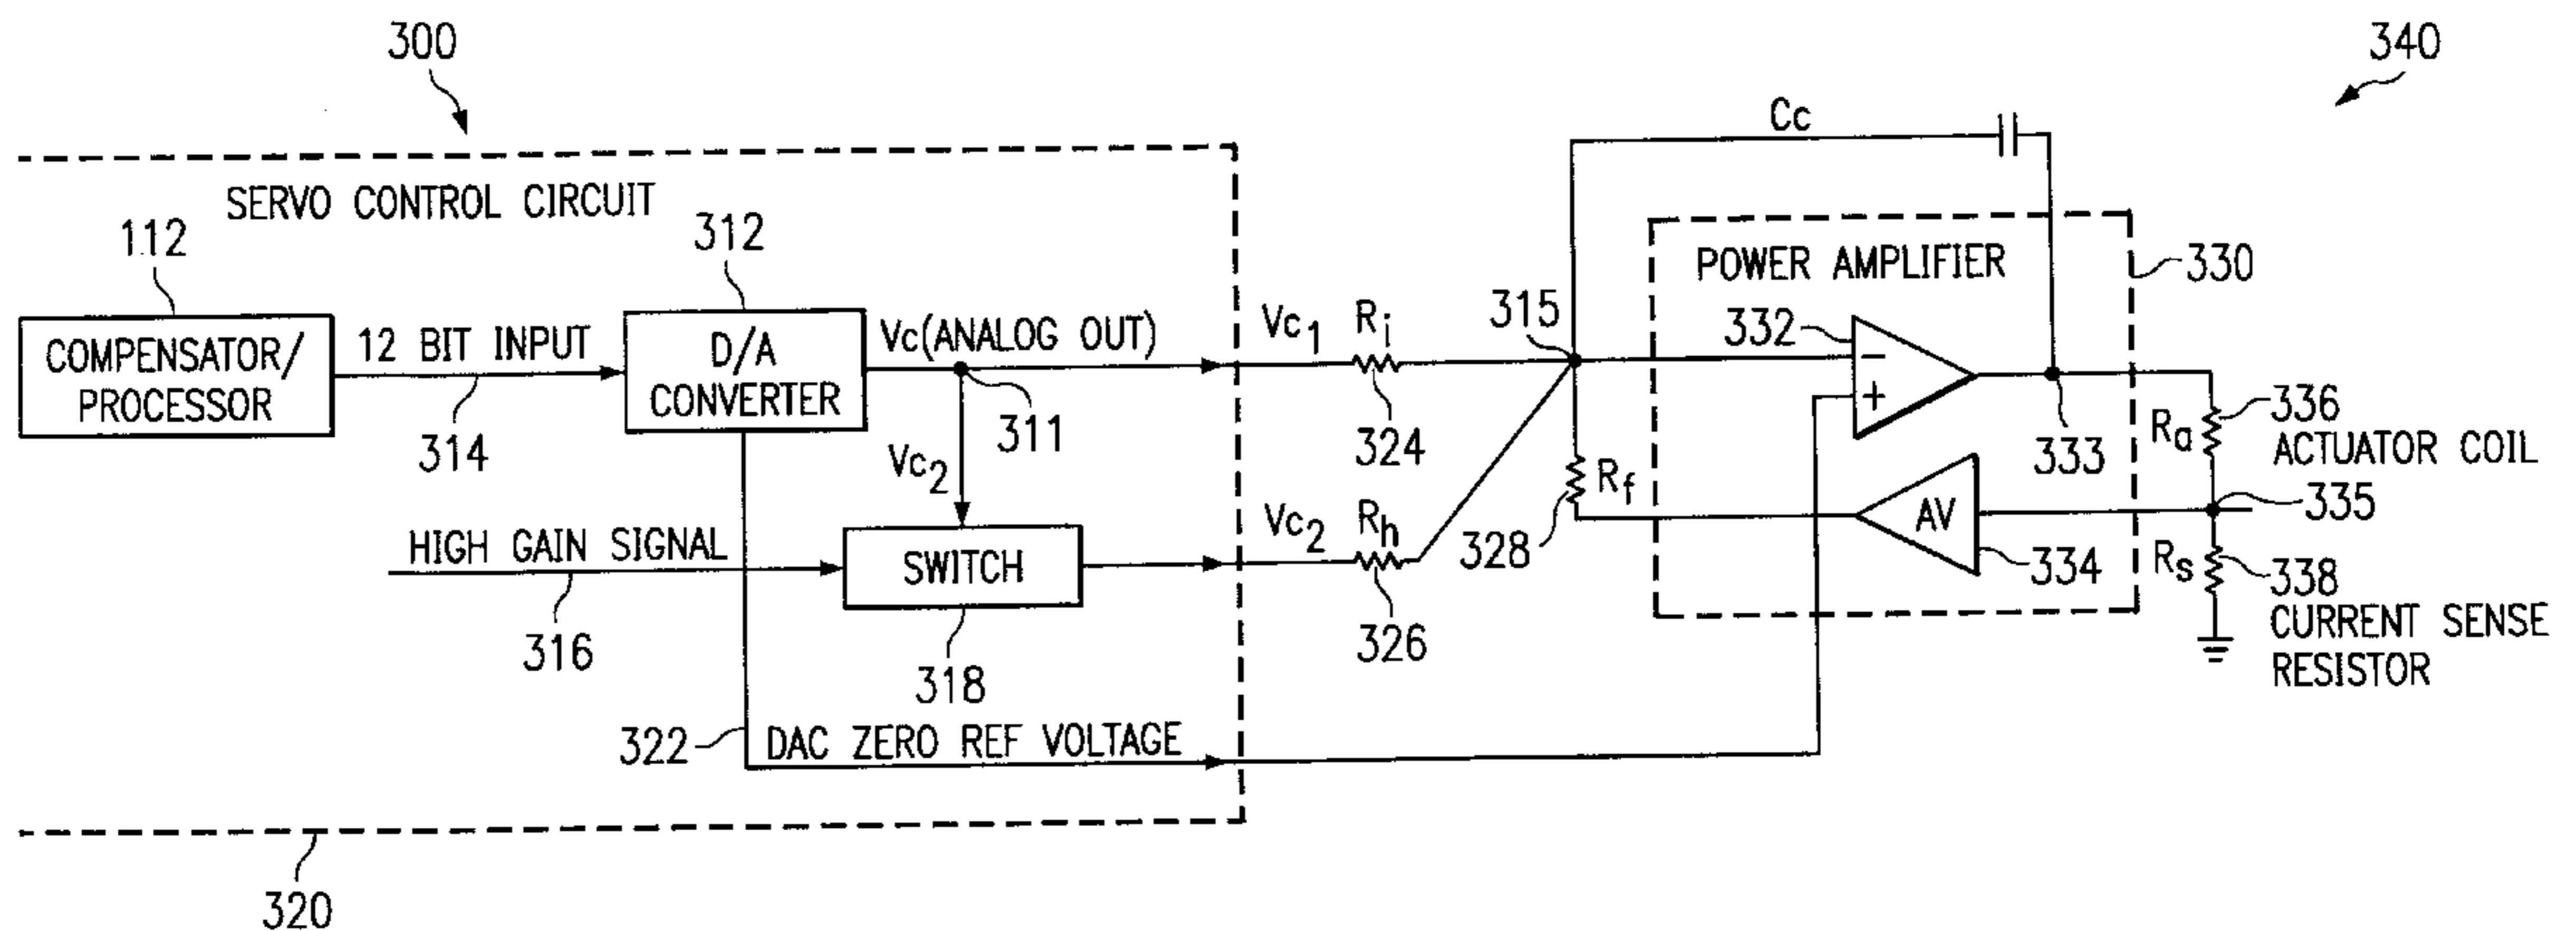 300
340
Cc
SERVO CONTROL CIRCUIT
112
312
POWER AMPLIFIER
330
COMPENSATOR/
PROCESSOR
12 BIT INPUT
314
D/A
CONVERTER
Vc(ANALOG OUT)
311
Vc1
Ri
324
315
332
−
+
333
Ra
336
ACTUATOR COIL
Vc2
HIGH GAIN SIGNAL
316
SWITCH
318
Vc2
Rh
326
Rf
328
AV
334
335
Rs
338
CURRENT SENSE
RESISTOR
322
DAC ZERO REF VOLTAGE
320